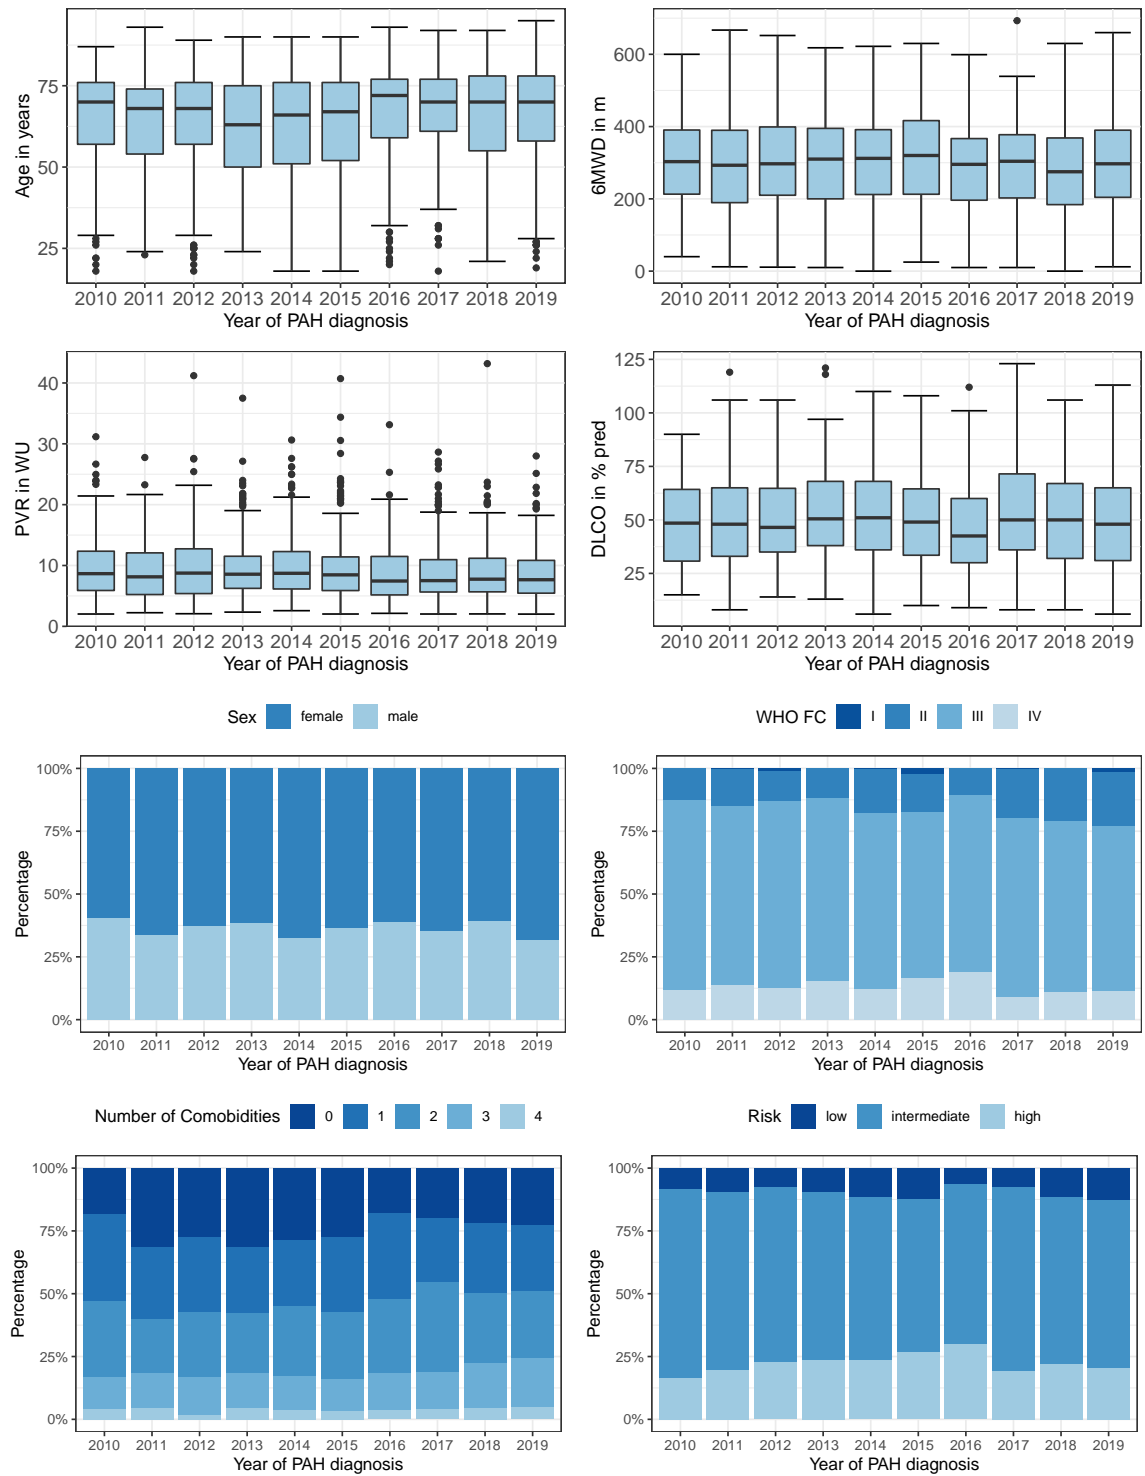 Age in years
75
50
25
2010 2011 2012 2013 2014 2015 2016 2017 2018 2019
Year of PAH diagnosis
6MWD in m
600
400
200
0
2010 2011 2012 2013 2014 2015 2016 2017 2018 2019
Year of PAH diagnosis
PVR in WU
40
30
20
10
0
2010 2011 2012 2013 2014 2015 2016 2017 2018 2019
Year of PAH diagnosis
DLCO in % pred
125
100
75
50
25
2010 2011 2012 2013 2014 2015 2016 2017 2018 2019
Year of PAH diagnosis
Sex female male
Percentage
100%
75%
50%
25%
0%
2010 2011 2012 2013 2014 2015 2016 2017 2018 2019
Year of PAH diagnosis
WHO FC I II III IV
Percentage
100%
75%
50%
25%
0%
2010 2011 2012 2013 2014 2015 2016 2017 2018 2019
Year of PAH diagnosis
Number of Comobidities 0 1 2 3 4
Percentage
100%
75%
50%
25%
0%
2010 2011 2012 2013 2014 2015 2016 2017 2018 2019
Year of PAH diagnosis
Risk low intermediate high
Percentage
100%
75%
50%
25%
0%
2010 2011 2012 2013 2014 2015 2016 2017 2018 2019
Year of PAH diagnosis